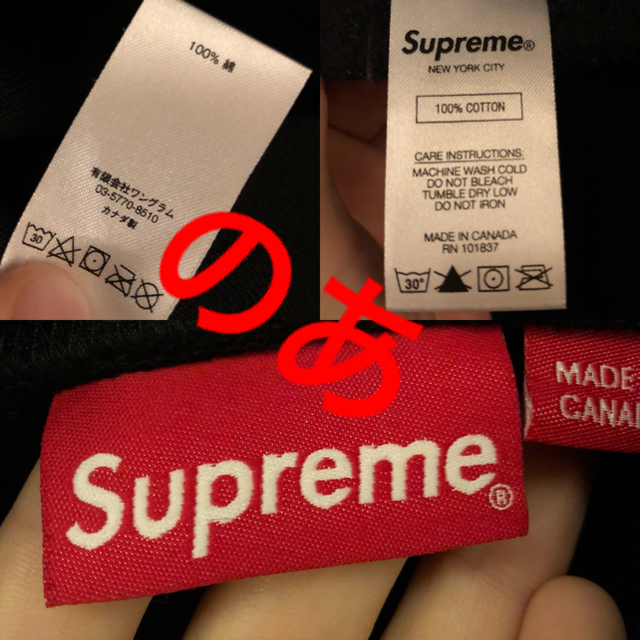 100% 綿
有限会社ワングラム
03-5770-8510
カナダ製
30
Supreme®
NEW YORK CITY
100% COTTON
CARE INSTRUCTIONS:
MACHINE WASH COLD
DO NOT BLEACH
TUMBLE DRY LOW
DO NOT IRON
MADE IN CANADA
RN 101837
30°
のあ
Supreme®
MADE
CANA